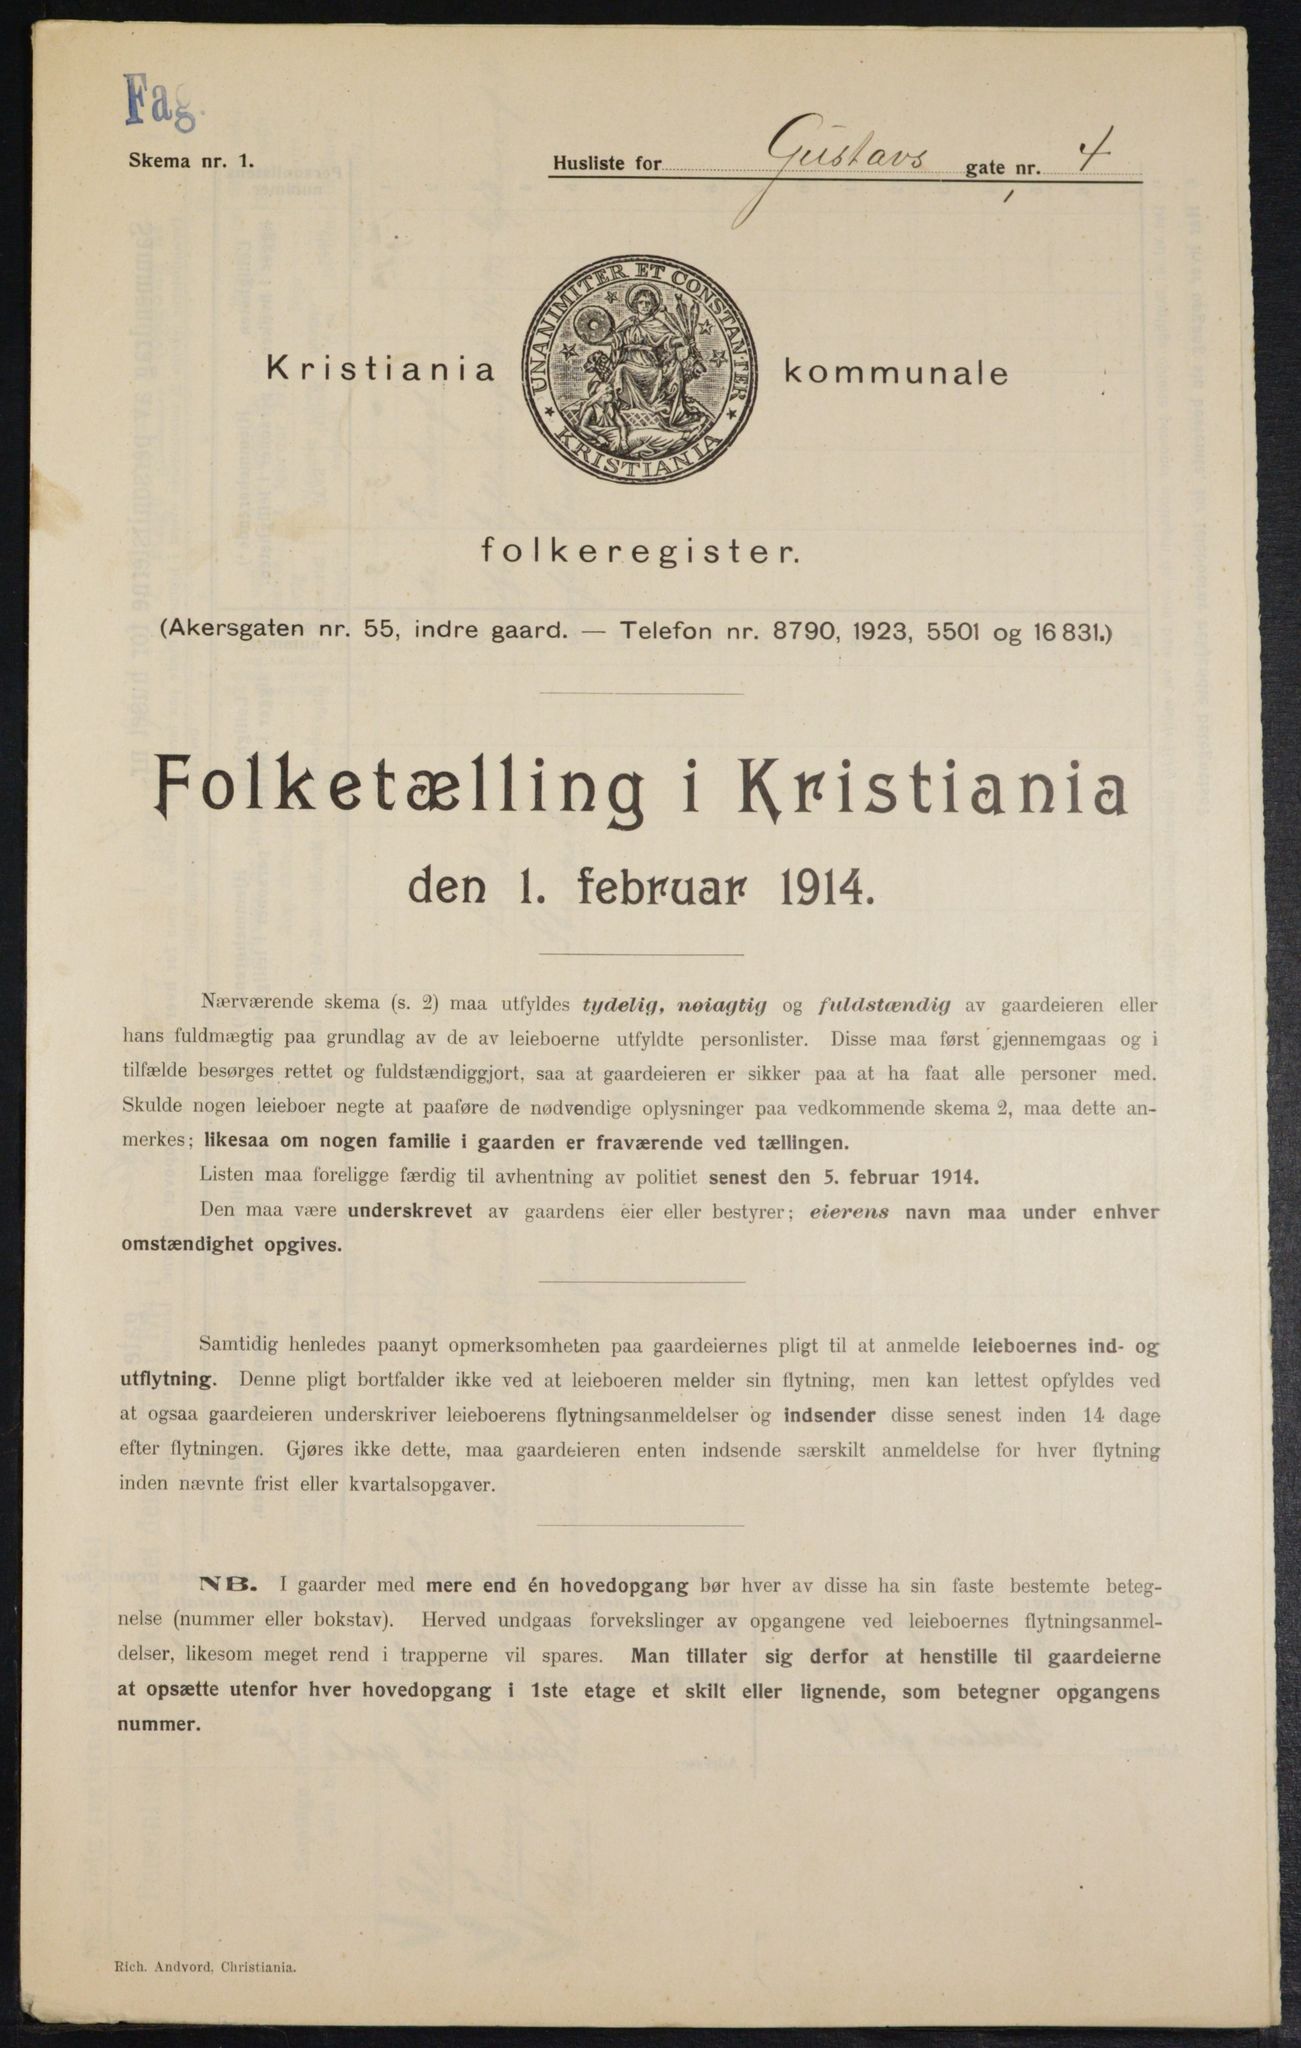 Fag.
Skema nr. 1.
Husliste for Gustavs gate nr. 4
UNANIMITER ET CONSTANTER
KRISTIANIA
Kristiania kommunale
folkeregister.
(Akersgaten nr. 55, indre gaard. — Telefon nr. 8790, 1923, 5501 og 16 831.)
Folketælling i Kristiania
den 1. februar 1914.
Nærværende skema (s. 2) maa utfyldes tydelig, nøiagtig og fuldstændig av gaardeieren eller
hans fuldmægtig paa grundlag av de av leieboerne utfyldte personlister. Disse maa først gjennemgaas og i
tilfælde besørges rettet og fuldstændiggjort, saa at gaardeieren er sikker paa at ha faat alle personer med.
Skulde nogen leieboer negte at paaføre de nødvendige oplysninger paa vedkommende skema 2, maa dette an-
merkes; likesaa om nogen familie i gaarden er fraværende ved tællingen.
Listen maa foreligge færdig til avhentning av politiet senest den 5. februar 1914.
Den maa være underskrevet av gaardens eier eller bestyrer; eierens navn maa under enhver
omstændighet opgives.
Samtidig henledes paanyt opmerksomheten paa gaardeiernes pligt til at anmelde leieboernes ind- og
utflytning. Denne pligt bortfalder ikke ved at leieboeren melder sin flytning, men kan lettest opfyldes ved
at ogsaa gaardeieren underskriver leieboerens flytningsanmeldelser og indsender disse senest inden 14 dage
efter flytningen. Gjøres ikke dette, maa gaardeieren enten indsende særskilt anmeldelse for hver flytning
inden nævnte frist eller kvartalsopgaver.
NB. I gaarder med mere end én hovedopgang bør hver av disse ha sin faste bestemte beteg-
nelse (nummer eller bokstav). Herved undgaas forvekslinger av opgangene ved leieboernes flytningsanmel-
delser, likesom meget rend i trapperne vil spares. Man tillater sig derfor at henstille til gaardeierne
at opsætte utenfor hver hovedopgang i 1ste etage et skilt eller lignende, som betegner opgangens
nummer.
Rich. Andvord, Christiania.